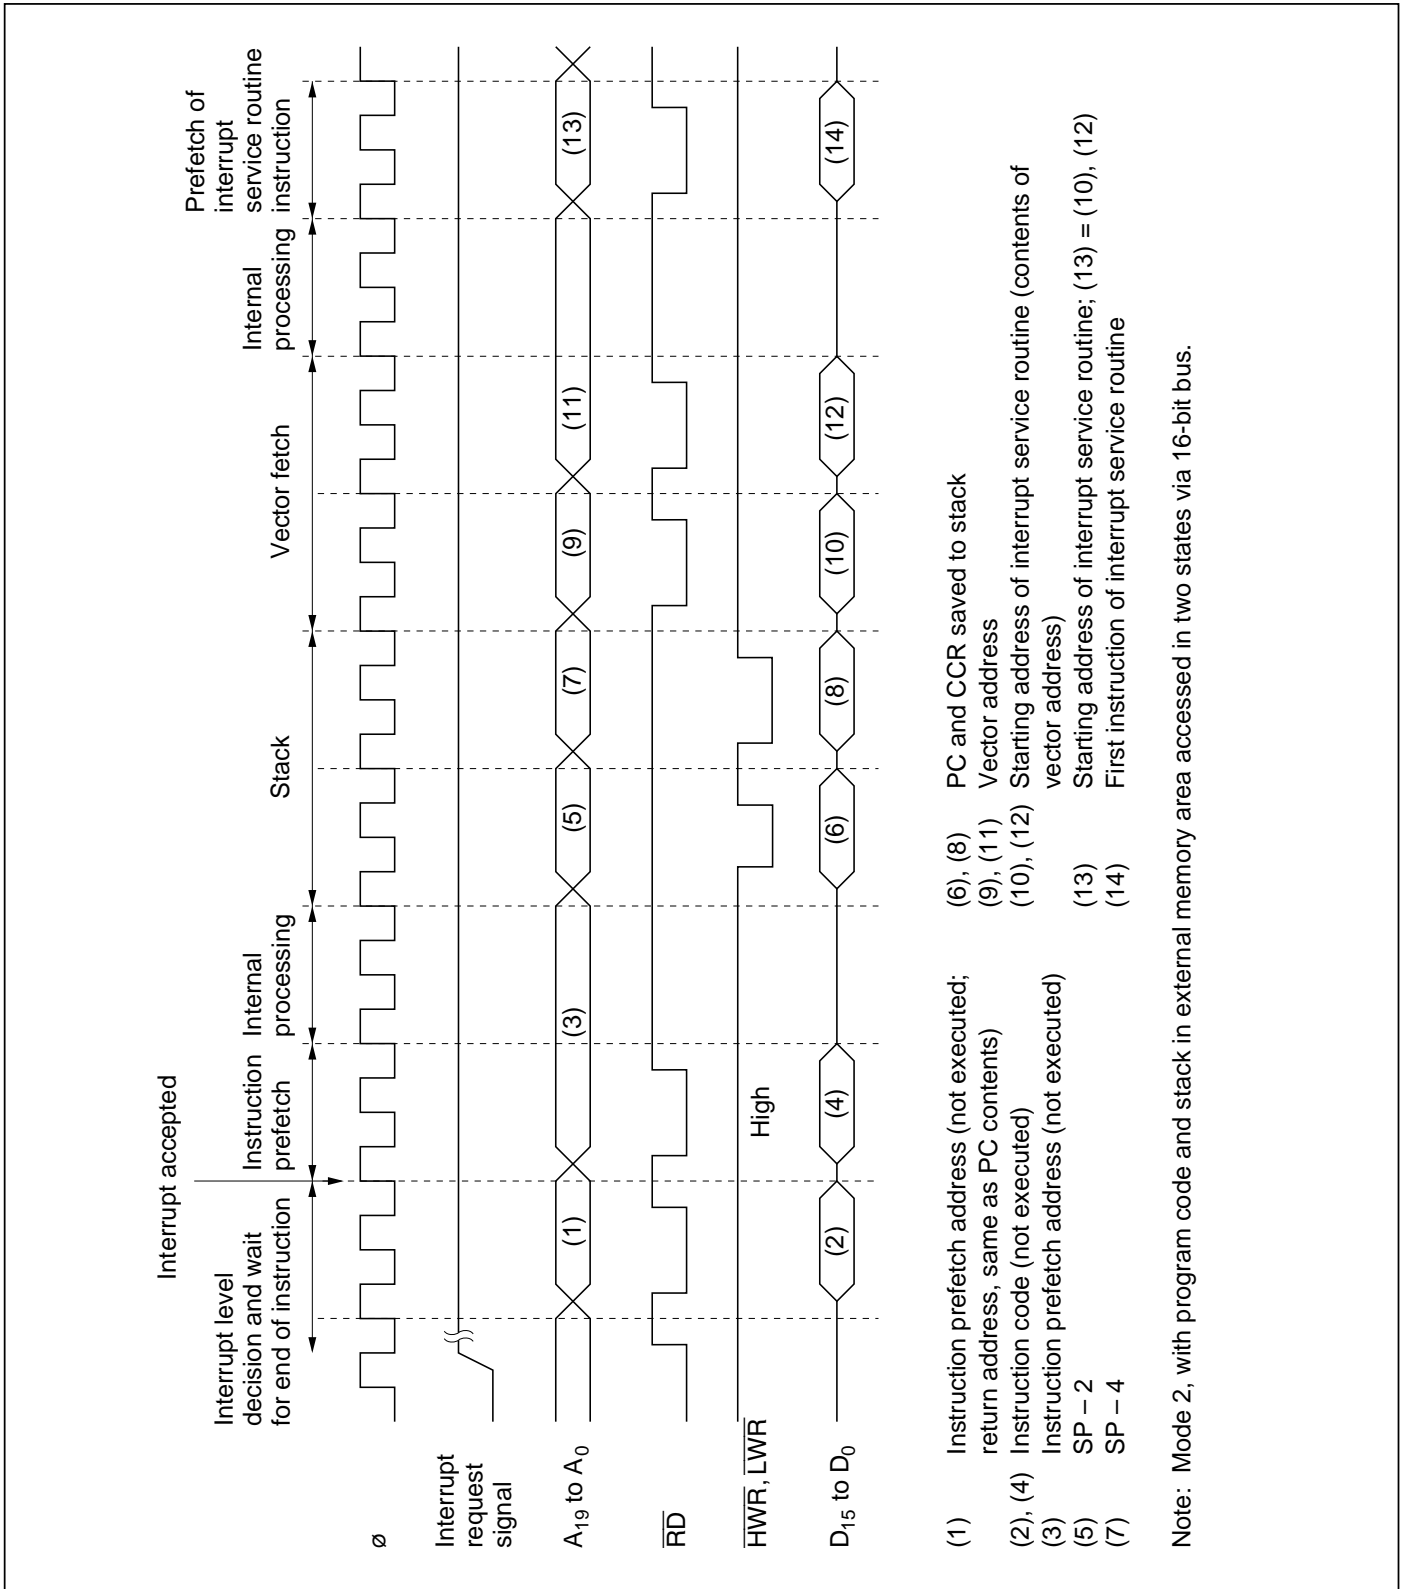 Interrupt accepted
Interrupt level
decision and wait
for end of instruction
Instruction
prefetch
Internal
processing
Stack
Vector fetch
Internal
processing
Prefetch of
interrupt
service routine
instruction
ø
Interrupt
request
signal
A19 to A0
(1)
(3)
(5)
(7)
(9)
(11)
(13)
RD
HWR, LWR
High
D15 to D0
(2)
(4)
(6)
(8)
(10)
(12)
(14)
(1) Instruction prefetch address (not executed;
return address, same as PC contents)
(2), (4) Instruction code (not executed)
(3) Instruction prefetch address (not executed)
(5) SP – 2
(7) SP – 4
(6), (8) PC and CCR saved to stack
(9), (11) Vector address
(10), (12) Starting address of interrupt service routine (contents of
vector address)
(13) Starting address of interrupt service routine; (13) = (10), (12)
(14) First instruction of interrupt service routine
Note: Mode 2, with program code and stack in external memory area accessed in two states via 16-bit bus.